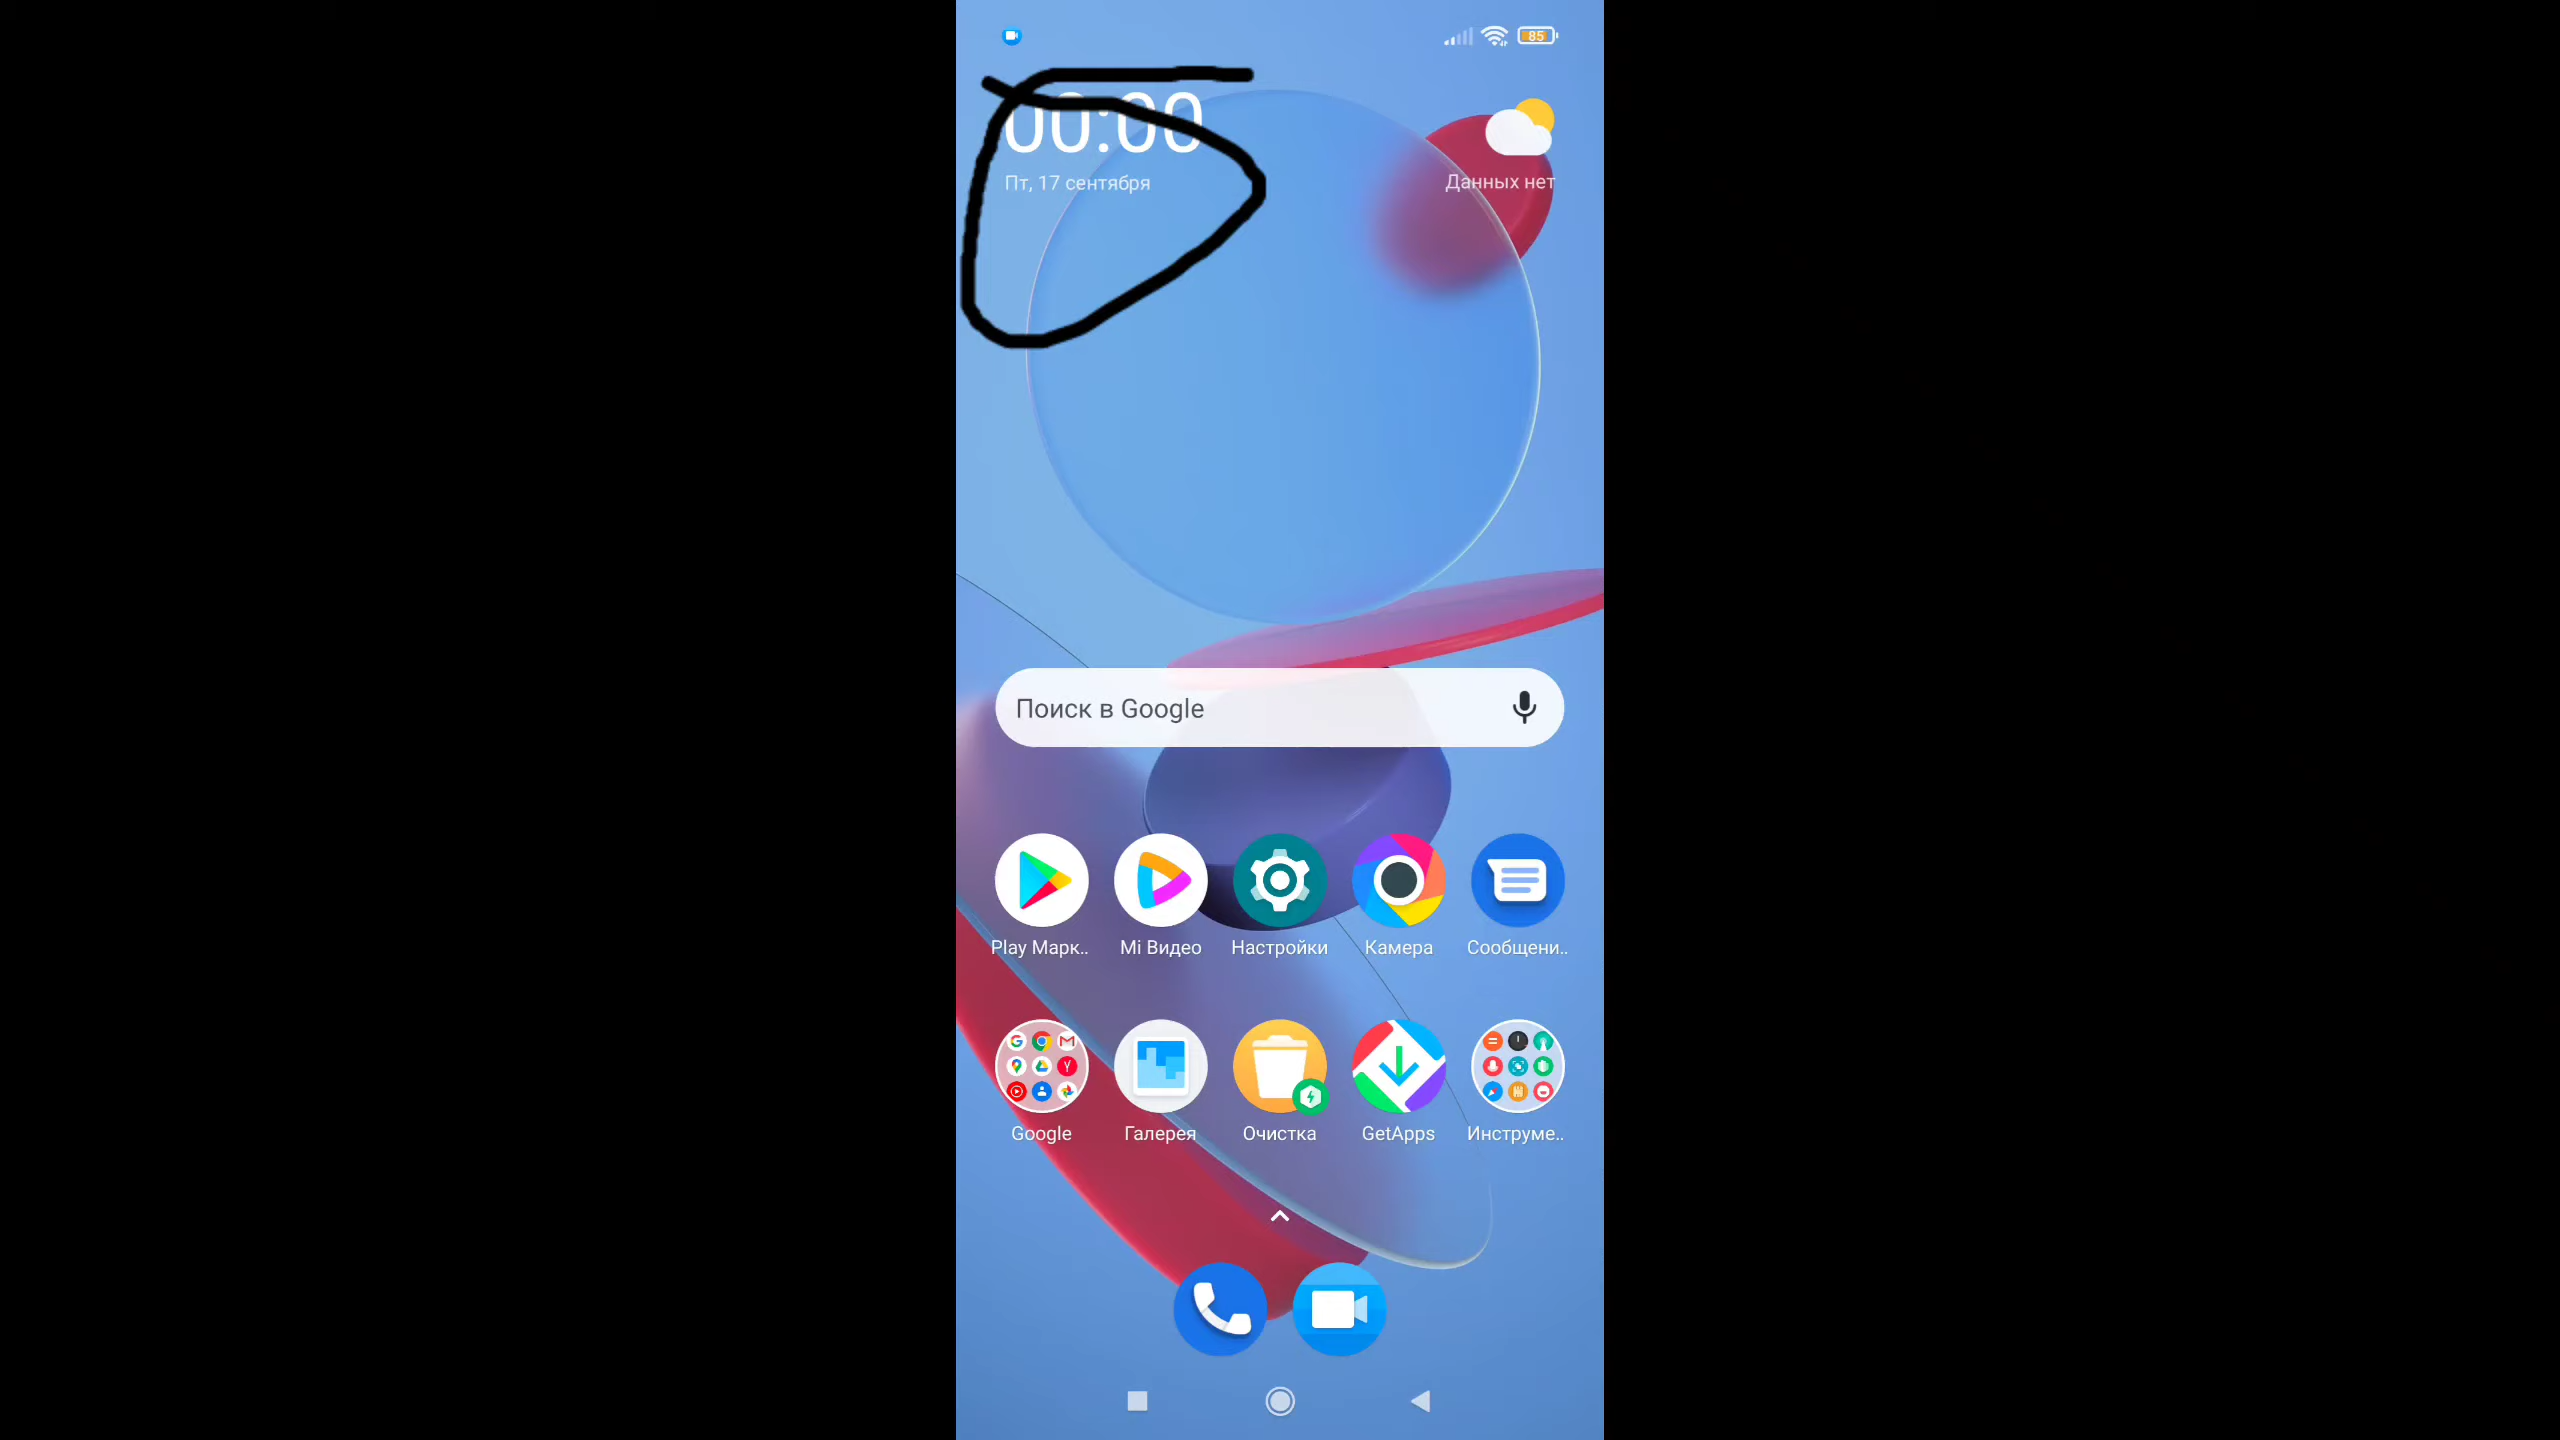 85
00:00
Пт, 17 сентября
Данных нет
Поиск в Google
Play Марк..
Mi Видео
Настройки
Камера
Сообщени..
Google
Галерея
Очистка
GetApps
Инструме..